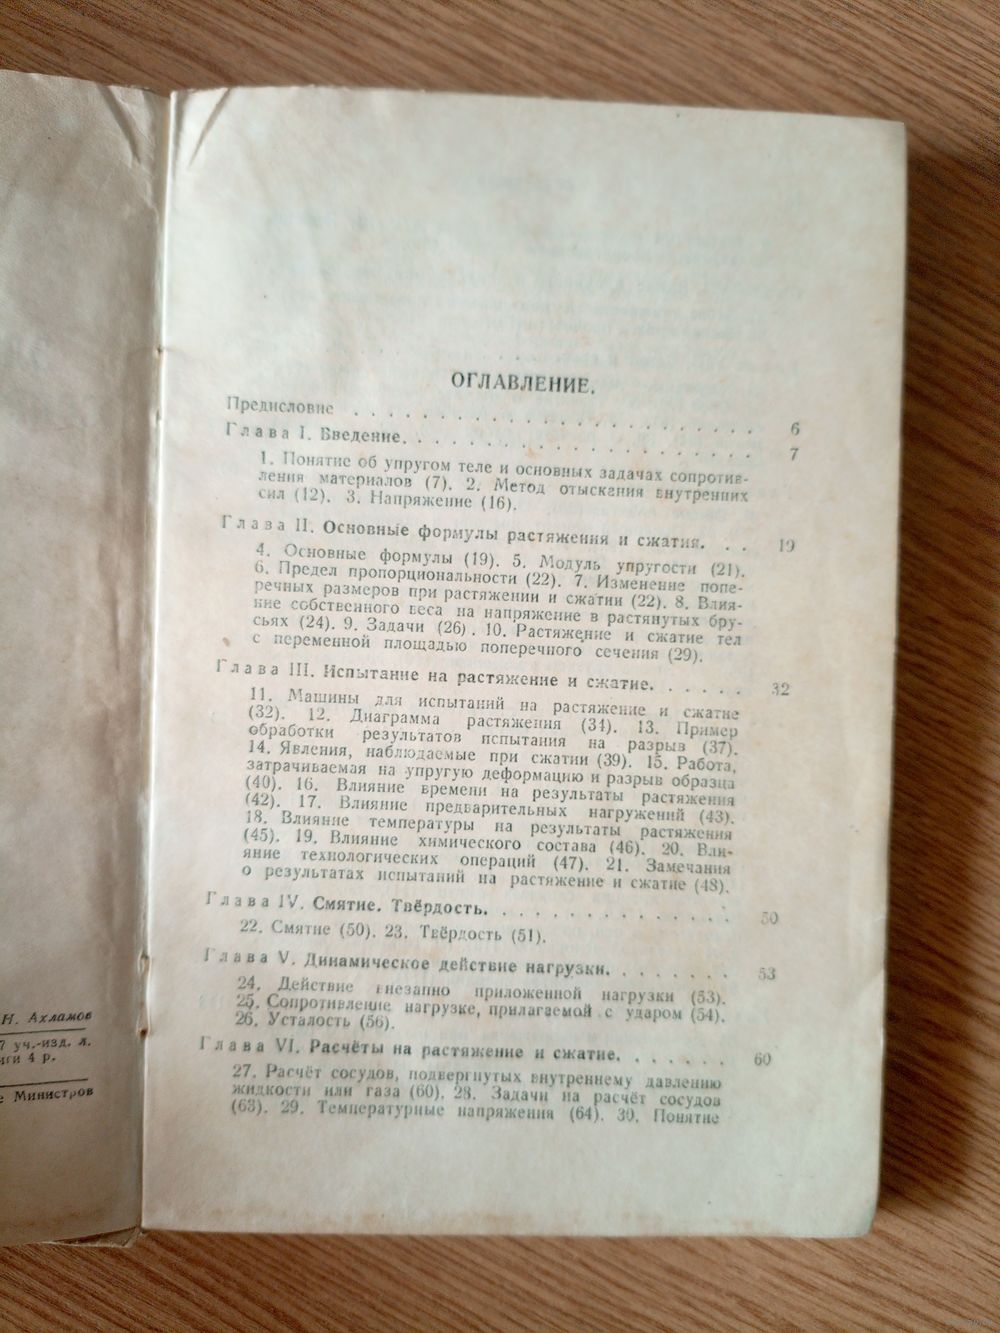 ОГЛАВЛЕНИЕ.
Предисловие . . . . . . . . . . . . . . . . . 6
Глава I. Введение. . . . . . . . . . . . . . . . 7
1. Понятие об упругом теле и основных задачах сопротив-
ления материалов (7). 2. Метод отыскания внутренних
сил (12). 3. Напряжение (16).
Глава II. Основные формулы растяжения и сжатия. . . 19
4. Основные формулы (19). 5. Модуль упругости (21).
6. Предел пропорциональности (22). 7. Изменение попе-
речных размеров при растяжении и сжатии (22). 8. Влия-
ние собственного веса на напряжение в растянутых бру-
сьях (24). 9. Задачи (26). 10. Растяжение и сжатие тел
с переменной площадью поперечного сечения (29).
Глава III. Испытание на растяжение и сжатие. . . . . . 32
11. Машины для испытаний на растяжение и сжатие
(32). 12. Диаграмма растяжения (34). 13. Пример
обработки результатов испытания на разрыв (37).
14. Явления, наблюдаемые при сжатии (39). 15. Работа,
затрачиваемая на упругую деформацию и разрыв образца
(40). 16. Влияние времени на результаты растяжения
(42). 17. Влияние предварительных нагружений (43).
18. Влияние температуры на результаты растяжения
(45). 19. Влияние химического состава (46). 20. Вли-
яние технологических операций (47). 21. Замечания
о результатах испытаний на растяжение и сжатие (48).
Глава IV. Смятие. Твёрдость. . . . . . . . . . . . 50
22. Смятие (50). 23. Твёрдость (51).
Глава V. Динамическое действие нагрузки. . . . . . . 53
24. Действие внезапно приложенной нагрузки (53).
25. Сопротивление нагрузке, прилагаемой с ударом (54).
26. Усталость (56).
Глава VI. Расчёты на растяжение и сжатие. . . . . . . 60
27. Расчёт сосудов, подвергнутых внутреннему давлению
жидкости или газа (60). 28. Задачи на расчёт сосудов
(63). 29. Температурные напряжения (64). 30. Понятие
Н. Ахламов
7 уч.-изд. л.
иги 4 р.
е Министров